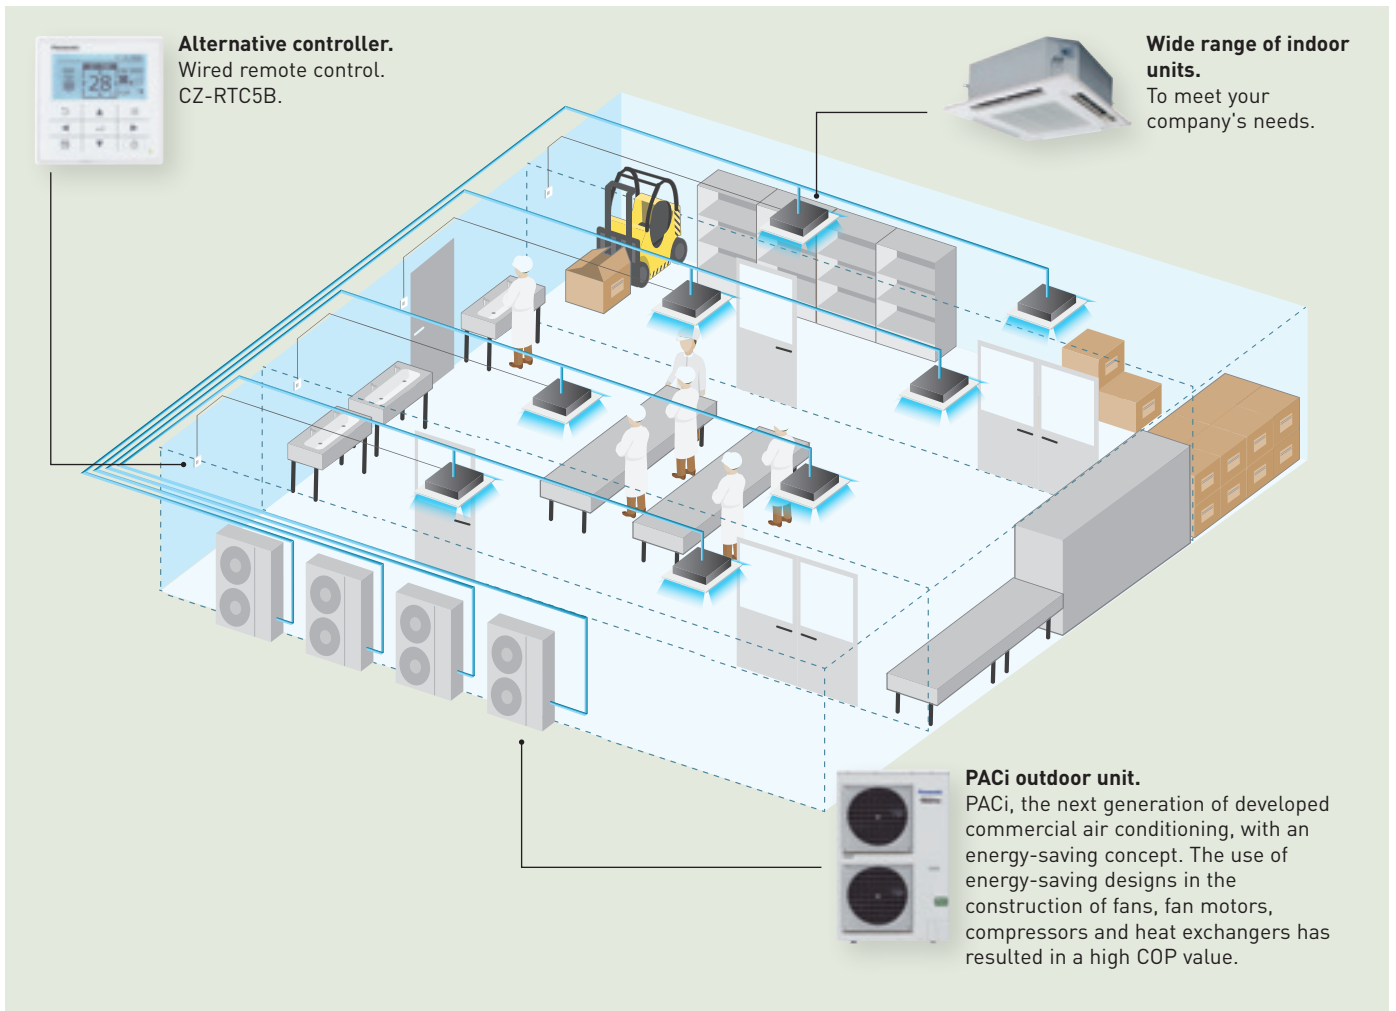 Panasonic
28
Alternative controller.
Wired remote control.
CZ-RTC5B.
Wide range of indoor
units.
To meet your
company's needs.
Panasonic
PACi outdoor unit.
PACi, the next generation of developed
commercial air conditioning, with an
energy-saving concept. The use of
energy-saving designs in the
construction of fans, fan motors,
compressors and heat exchangers has
resulted in a high COP value.